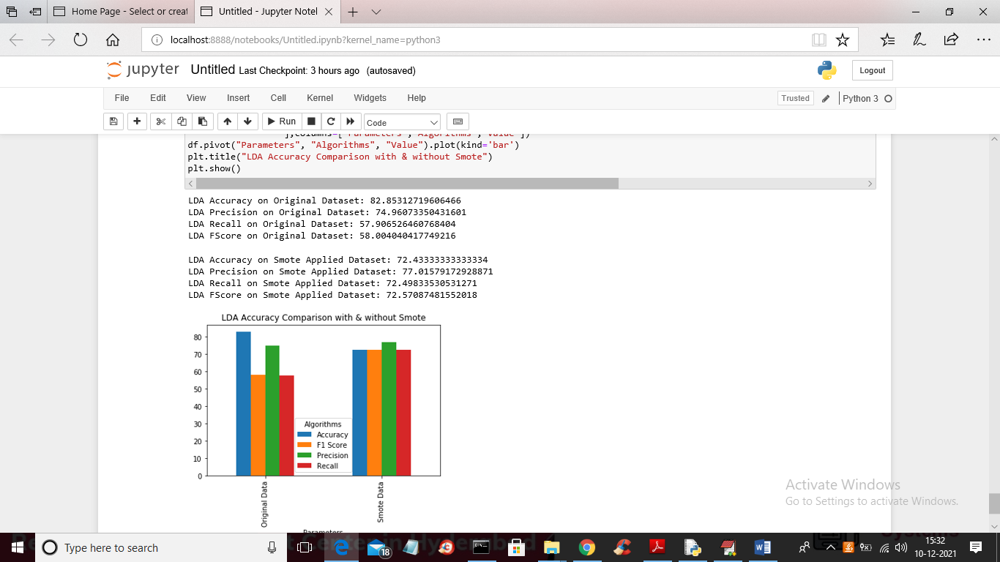 Home Page - Select or creat
Untitled - Jupyter Notel
localhost:8888/notebooks/Untitled.ipynb?kernel_name=python3
jupyter Untitled Last Checkpoint: 3 hours ago (autosaved)
Logout
File Edit View Insert Cell Kernel Widgets Help
Trusted Python 3
Run Code
],columns=["Parameters","Algorithms","Value"])
df.pivot("Parameters", "Algorithms", "Value").plot(kind='bar')
plt.title("LDA Accuracy Comparison with & without Smote")
plt.show()
LDA Accuracy on Original Dataset: 82.85312719606466
LDA Precision on Original Dataset: 74.96073350431601
LDA Recall on Original Dataset: 57.906526460768404
LDA FScore on Original Dataset: 58.004040417749216
LDA Accuracy on Smote Applied Dataset: 72.43333333333334
LDA Precision on Smote Applied Dataset: 77.01579172928871
LDA Recall on Smote Applied Dataset: 72.49833530531271
LDA FScore on Smote Applied Dataset: 72.57087481552018
LDA Accuracy Comparison with & without Smote
80
70
60
50
40
30
20
10
0
Algorithms
Accuracy
F1 Score
Precision
Recall
Original Data
Smote Data
Parameters
Activate Windows
Go to Settings to activate Windows.
Type here to search
18
15:32
10-12-2021